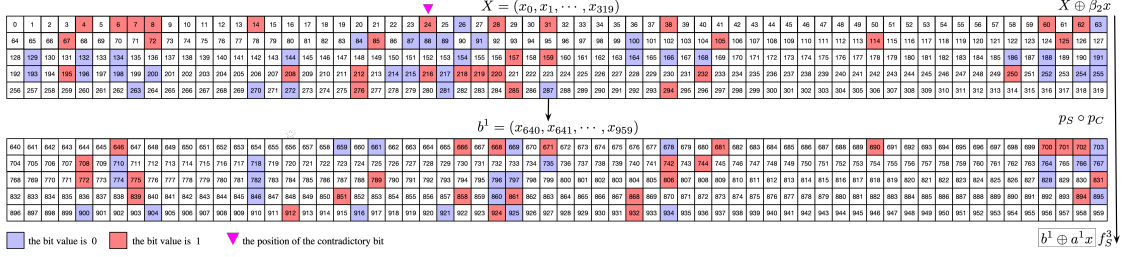 X = (x_0, x_1, ⋯, x_319) X ⊕ β_2x
0 1 2 3 4 5 6 7 8 9 10 11 12 13 14 15 16 17 18 19 20 21 22 23 24 25 26 27 28 29 30 31 32 33 34 35 36 37 38 39 40 41 42 43 44 45 46 47 48 49 50 51 52 53 54 55 56 57 58 59 60 61 62 63
64 65 66 67 68 69 70 71 72 73 74 75 76 77 78 79 80 81 82 83 84 85 86 87 88 89 90 91 92 93 94 95 96 97 98 99 100 101 102 103 104 105 106 107 108 109 110 111 112 113 114 115 116 117 118 119 120 121 122 123 124 125 126 127
128 129 130 131 132 133 134 135 136 137 138 139 140 141 142 143 144 145 146 147 148 149 150 151 152 153 154 155 156 157 158 159 160 161 162 163 164 165 166 167 168 169 170 171 172 173 174 175 176 177 178 179 180 181 182 183 184 185 186 187 188 189 190 191
192 193 194 195 196 197 198 199 200 201 202 203 204 205 206 207 208 209 210 211 212 213 214 215 216 217 218 219 220 221 222 223 224 225 226 227 228 229 230 231 232 233 234 235 236 237 238 239 240 241 242 243 244 245 246 247 248 249 250 251 252 253 254 255
256 257 258 259 260 261 262 263 264 265 266 267 268 269 270 271 272 273 274 275 276 277 278 279 280 281 282 283 284 285 286 287 288 289 290 291 292 293 294 295 296 297 298 299 300 301 302 303 304 305 306 307 308 309 310 311 312 313 314 315 316 317 318 319
b^1 = (x_640, x_641, ⋯, x_959) p_S ∘ p_C
640 641 642 643 644 645 646 647 648 649 650 651 652 653 654 655 656 657 658 659 660 661 662 663 664 665 666 667 668 669 670 671 672 673 674 675 676 677 678 679 680 681 682 683 684 685 686 687 688 689 690 691 692 693 694 695 696 697 698 699 700 701 702 703
704 705 706 707 708 709 710 711 712 713 714 715 716 717 718 719 720 721 722 723 724 725 726 727 728 729 730 731 732 733 734 735 736 737 738 739 740 741 742 743 744 745 746 747 748 749 750 751 752 753 754 755 756 757 758 759 760 761 762 763 764 765 766 767
768 769 770 771 772 773 774 775 776 777 778 779 780 781 782 783 784 785 786 787 788 789 790 791 792 793 794 795 796 797 798 799 800 801 802 803 804 805 806 807 808 809 810 811 812 813 814 815 816 817 818 819 820 821 822 823 824 825 826 827 828 829 830 831
832 833 834 835 836 837 838 839 840 841 842 843 844 845 846 847 848 849 850 851 852 853 854 855 856 857 858 859 860 861 862 863 864 865 866 867 868 869 870 871 872 873 874 875 876 877 878 879 880 881 882 883 884 885 886 887 888 889 890 891 892 893 894 895
896 897 898 899 900 901 902 903 904 905 906 907 908 909 910 911 912 913 914 915 916 917 918 919 920 921 922 923 924 925 926 927 928 929 930 931 932 933 934 935 936 937 938 939 940 941 942 943 944 945 946 947 948 949 950 951 952 953 954 955 956 957 958 959
the bit value is 0 the bit value is 1 the position of the contradictory bit b^1 ⊕ a^1x f_S^3